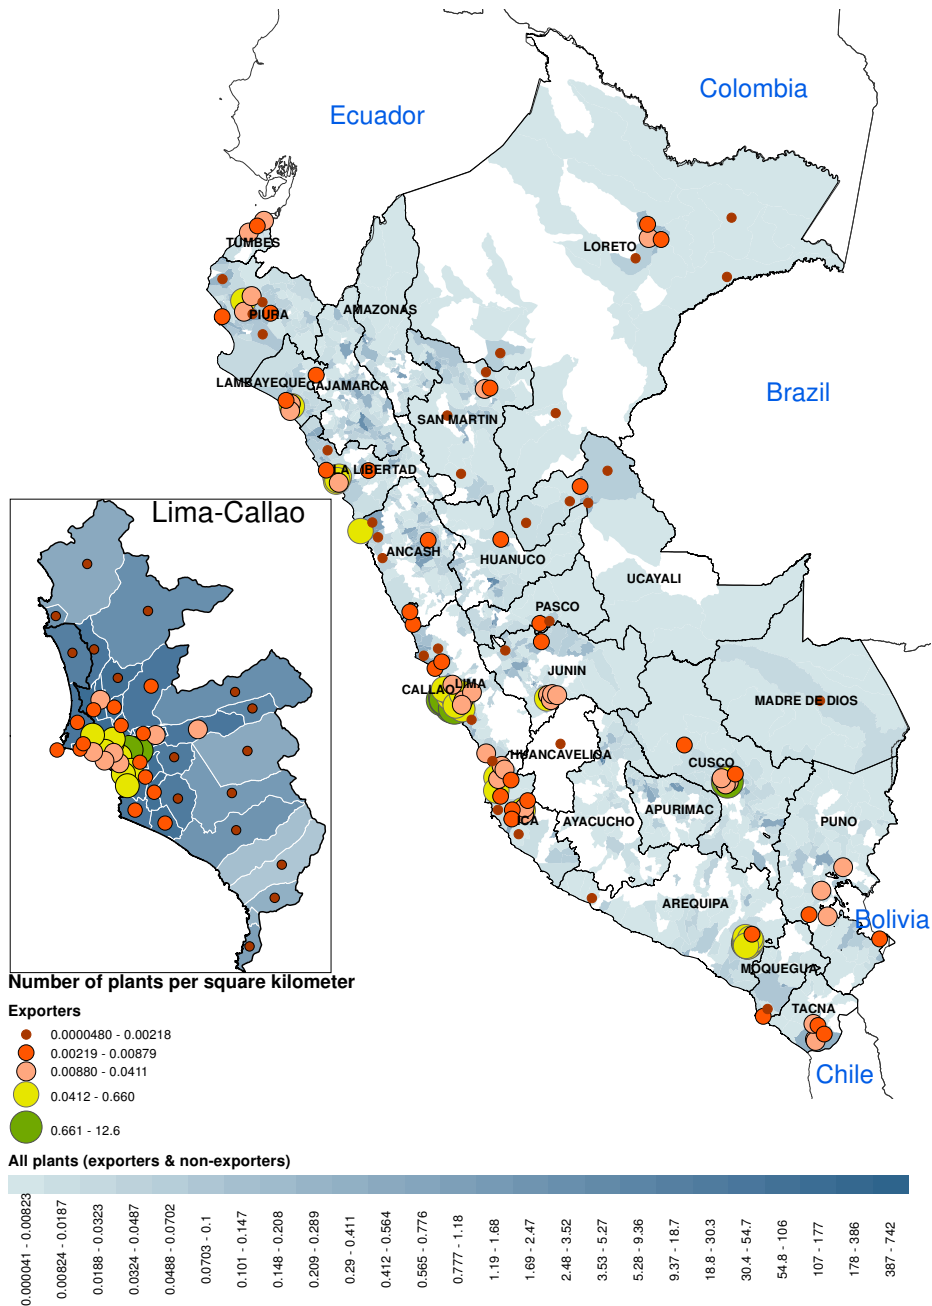 Colombia
Ecuador
TUMBES
LORETO
PIURA
AMAZONAS
LAMBAYEQUE
CAJAMARCA
Brazil
SAN MARTIN
LA LIBERTAD
Lima-Callao
ANCASH
HUANUCO
UCAYALI
PASCO
JUNIN
CALLAO
LIMA
MADRE DE DIOS
HUANCAVELISA
CUSCO
ICA
AYACUCHO
APURIMAC
PUNO
AREQUIPA
Bolivia
MOQUEGUA
TACNA
Chile
Number of plants per square kilometer
Exporters
0.0000480 - 0.00218
0.00219 - 0.00879
0.00880 - 0.0411
0.0412 - 0.660
0.661 - 12.6
All plants (exporters & non-exporters)
0.000041 - 0.00823
0.000824 - 0.0187
0.0188 - 0.0323
0.0324 - 0.0487
0.0488 - 0.0702
0.0703 - 0.1
0.101 - 0.147
0.148 - 0.208
0.209 - 0.289
0.29 - 0.411
0.412 - 0.564
0.565 - 0.776
0.777 - 1.18
1.19 - 1.68
1.69 - 2.47
2.48 - 3.52
3.53 - 5.27
5.28 - 9.36
9.37 - 18.7
18.8 - 30.3
30.4 - 54.7
54.8 - 106
107 - 177
178 - 386
387 - 742